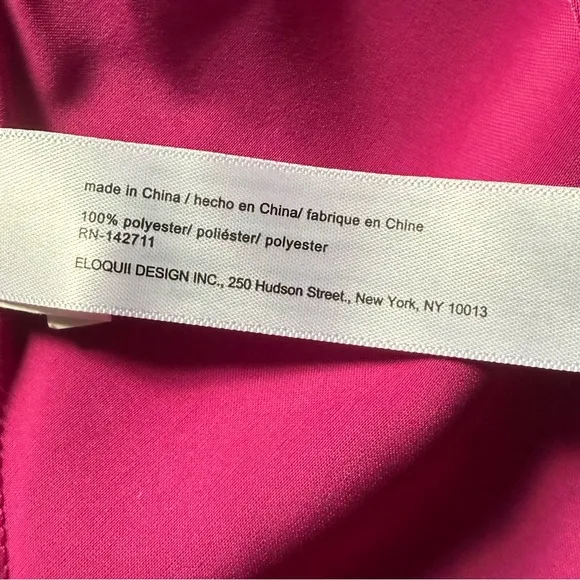 made in China / hecho en China/ fabrique en Chine
100% polyester/ poliéster/ polyester
RN-142711
ELOQUII DESIGN INC., 250 Hudson Street., New York, NY 10013